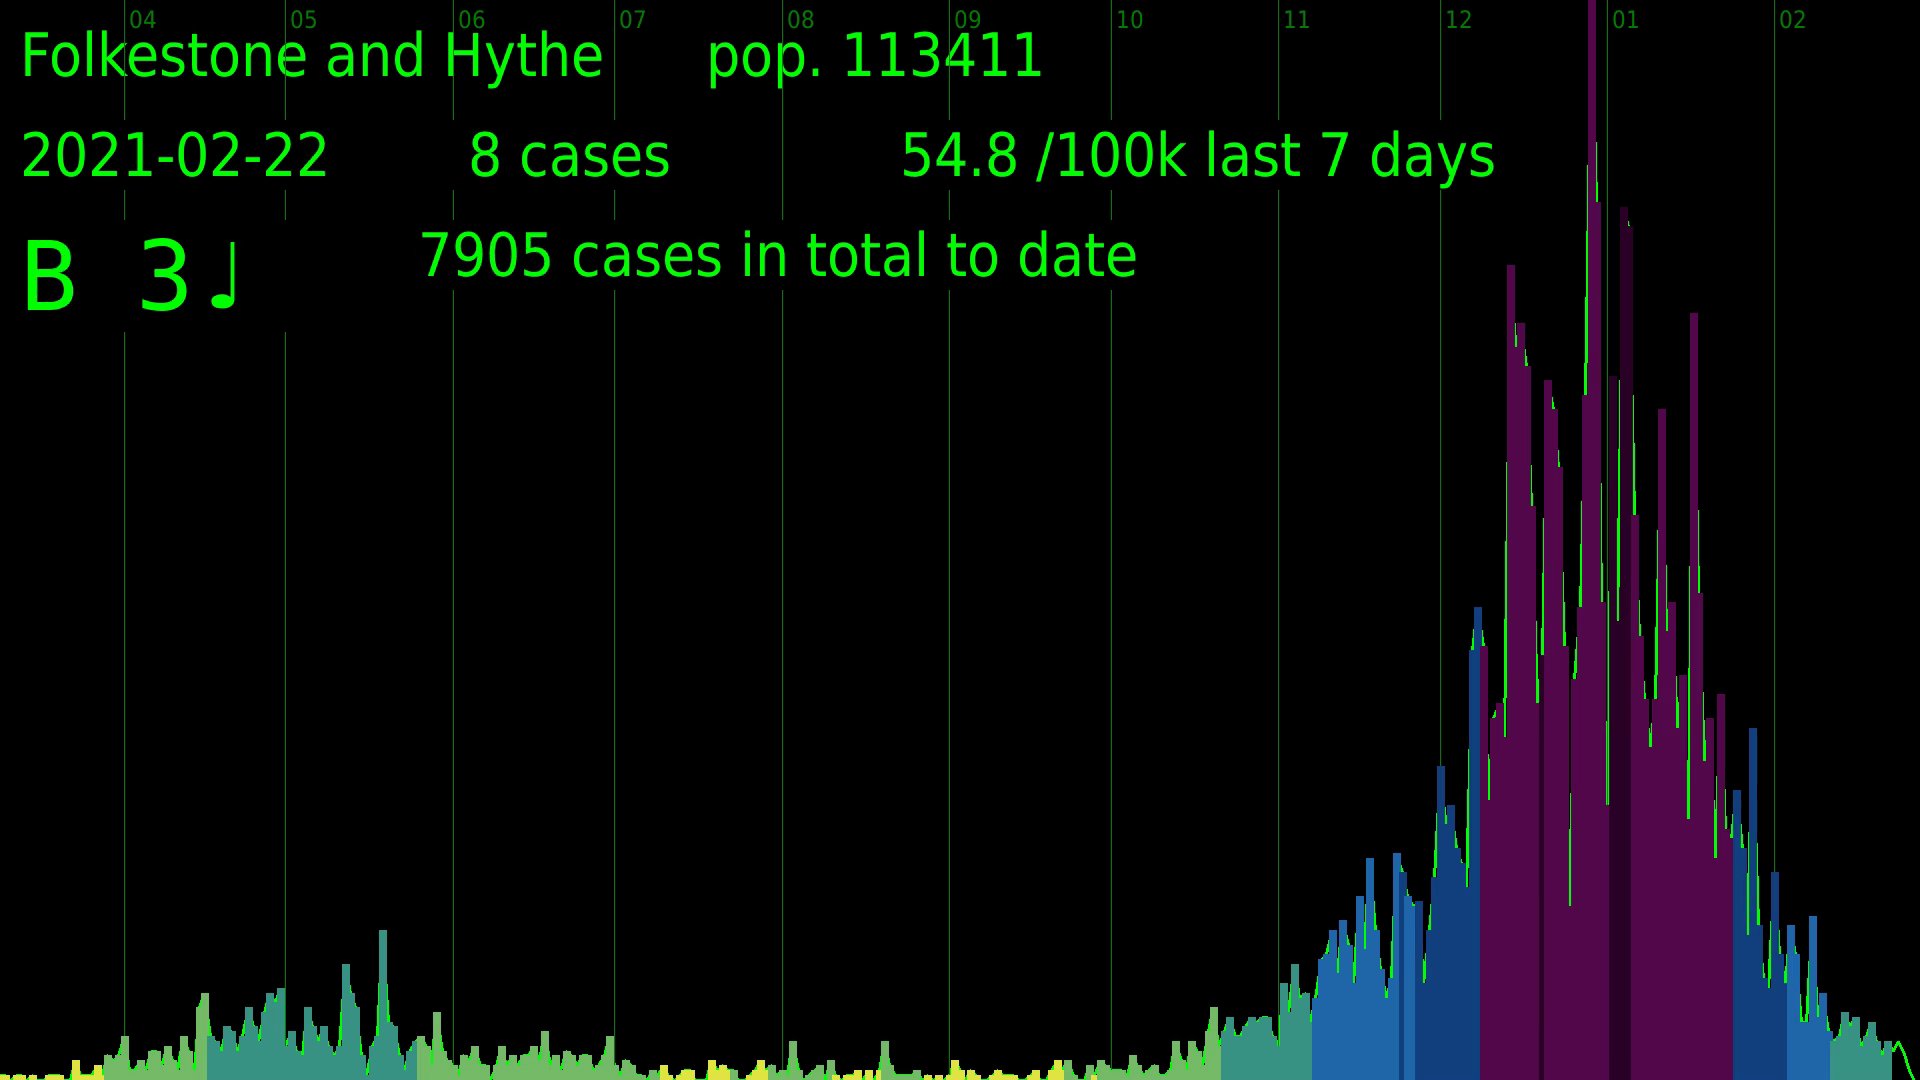 04 05 06 07 08 09 10 11 12 01 02
Folkestone and Hythe pop. 113411
2021-02-22 8 cases 54.8 /100k last 7 days
B 3♩ 7905 cases in total to date